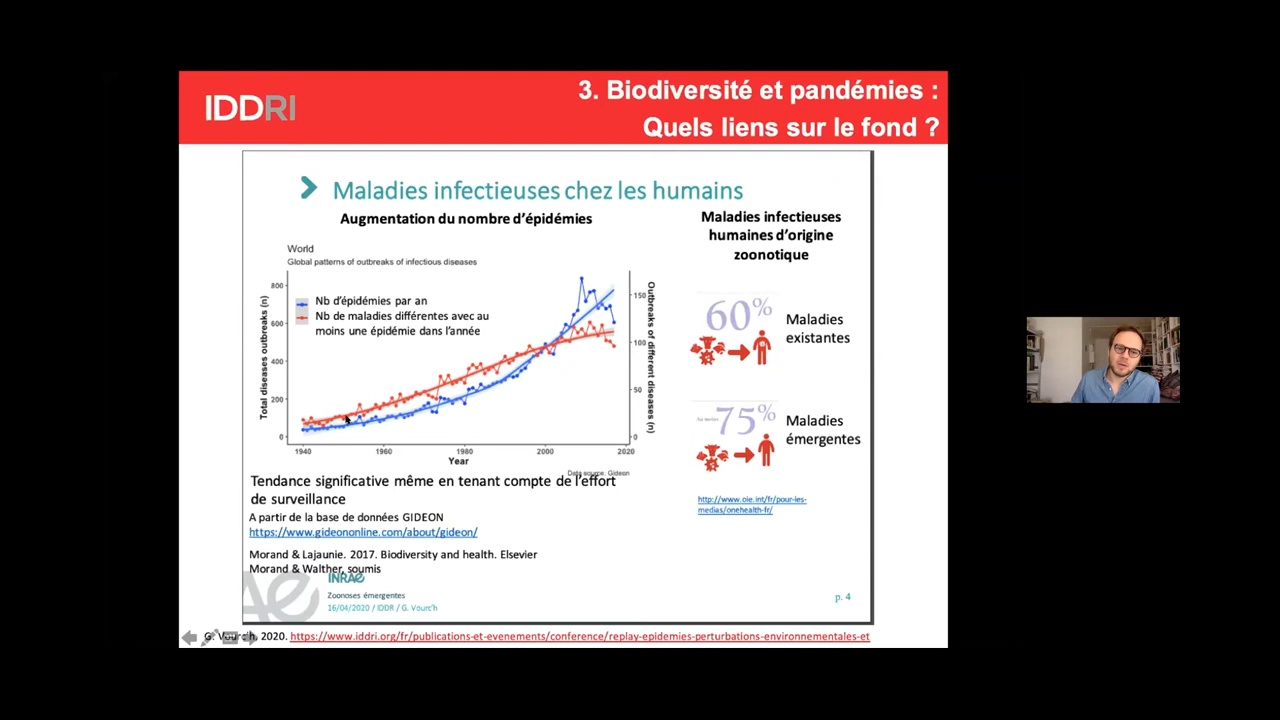 IDDRI
3. Biodiversité et pandémies :
Quels liens sur le fond ?
Maladies infectieuses chez les humains
Augmentation du nombre d'épidémies
World
Global patterns of outbreaks of infectious diseases
Nb d'épidémies par an
Nb de maladies différentes avec au
moins une épidémie dans l'année
Total diseases outbreaks (n)
800
600
400
200
0
Outbreaks of different diseases (n)
150
100
50
0
1940
1960
1980
2000
2020
Year
Data source: Gideon
Tendance significative même en tenant compte de l'effort
de surveillance
A partir de la base de données GIDEON
https://www.gideononline.com/about/gideon/
Morand & Lajaunie. 2017. Biodiversity and health. Elsevier
Morand & Walther, soumis
INRAE
Zoonoses émergentes
16/04/2020 / IDDR / G. Vourc'h
Maladies infectieuses
humaines d'origine
zoonotique
60%
Maladies
existantes
75%
Maladies
émergentes
http://www.oie.int/fr/pour-les-
medias/onehealth-fr/
p. 4
G. Vourc'h, 2020. https://www.iddri.org/fr/publications-et-evenements/conference/replay-epidemies-perturbations-environnementales-et